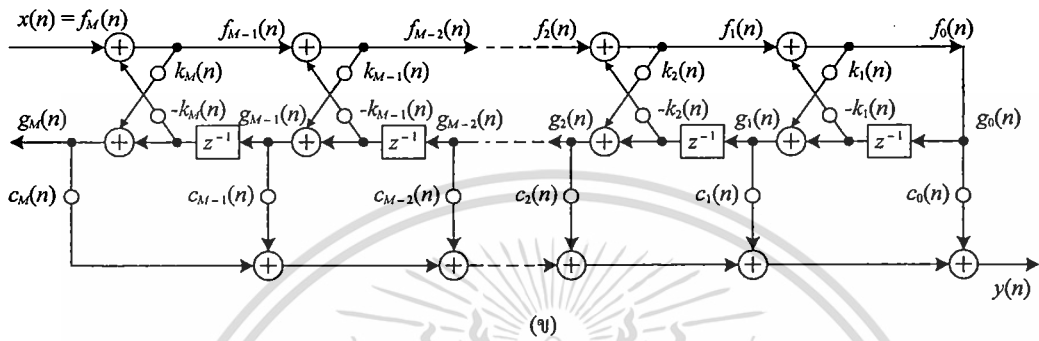 x(n) = f_M(n) f_{M-1}(n) f_{M-2}(n) f_2(n) f_1(n) f_0(n)
k_M(n) k_{M-1}(n) k_2(n) k_1(n)
-k_M(n) -k_{M-1}(n) -k_2(n) -k_1(n)
g_M(n) g_{M-1}(n) g_{M-2}(n) g_2(n) g_1(n) g_0(n)
z^{-1} z^{-1} z^{-1} z^{-1}
c_M(n) c_{M-1}(n) c_{M-2}(n) c_2(n) c_1(n) c_0(n)
y(n)
(ข)